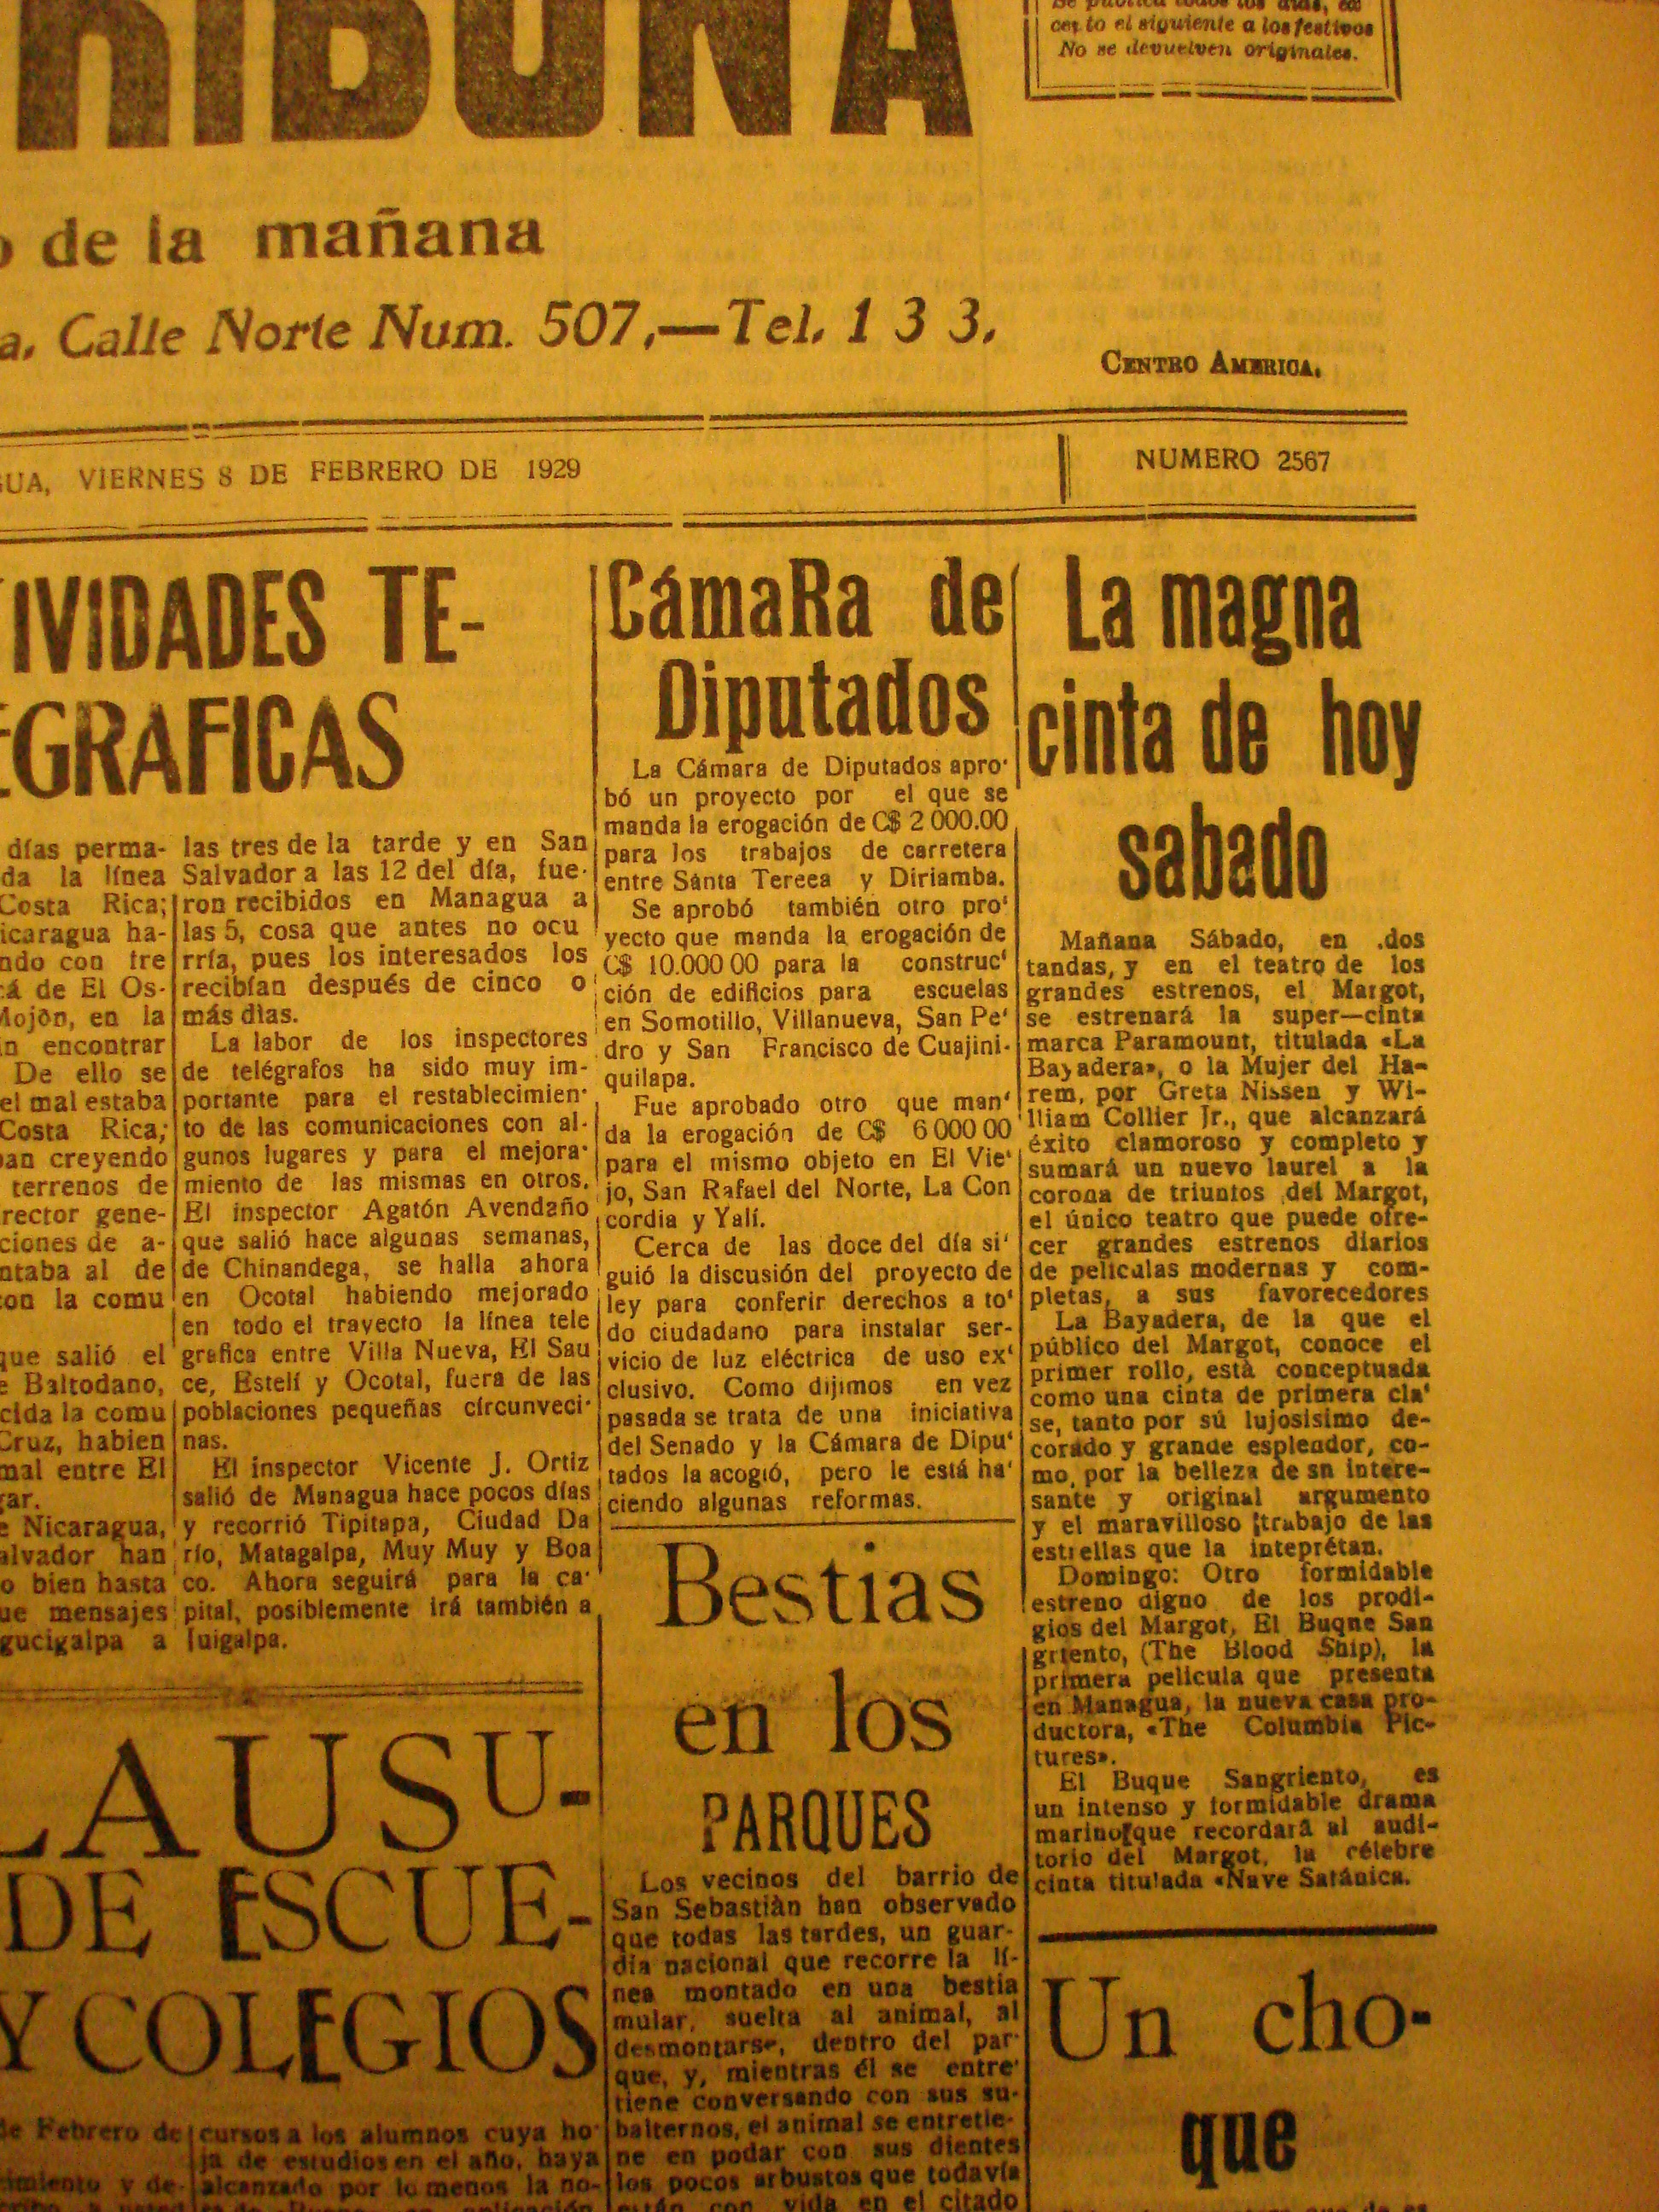 RIBUNA
Se publica todos los días, ex
cepto el siguiente a los festivos
No se devuelven originales.
o de la mañana
a. Calle Norte Num. 507,—Tel. 1 3 3.
CENTRO AMERICA.
GUA, VIERNES 8 DE FEBRERO DE 1929
NUMERO 2567
IVIDADES TE-
EGRAFICAS
días perma-
da la línea
Costa Rica;
icaragua ha-
ndo con tre
rá de El Os-
Mojón, en la
n encontrar
De ello se
el mal estaba
Costa Rica;
ban creyendo
terrenos de
rector gene-
ciones de a-
ntaba al de
con la comu
que salió el
e Baltodano,
cida la comu
Cruz, habien
mal entre El
gar.
e Nicaragua,
alvador han
o bien hasta
ue mensajes
gucigalpa a
las tres de la tarde y en San
Salvador a las 12 del día, fue-
ron recibidos en Managua a
las 5, cosa que antes no ocu
rría, pues los interesados los
recibían después de cinco o
más dias.
La labor de los inspectores
de telégrafos ha sido muy im-
portante para el restablecimien-
to de las comunicaciones con al-
gunos lugares y para el mejora-
miento de las mismas en otros.
El inspector Agatón Avendaño
que salió hace algunas semanas,
de Chinandega, se halla ahora
en Ocotal habiendo mejorado
en todo el trayecto la línea tele
grafica entre Villa Nueva, El Sau
ce, Estelí y Ocotal, fuera de las
poblaciones pequeñas círcunveci-
nas.
El inspector Vicente J. Ortiz
salió de Managua hace pocos días
y recorrió Tipitapa, Ciudad Da
río, Matagalpa, Muy Muy y Boa
co. Ahora seguirá para la ca-
pital, posiblemente irá también a
Juigalpa.
LAUSU-
DE ESCUE-
Y COLEGIOS
de Febrero de
cimiento y de-
cursos a los alumnos cuya ho-
ja de estudios en el año, haya
alcanzado por lo menos la no-
CámaRa de
Diputados
La Cámara de Diputados apro-
bó un proyecto por el que se
manda la erogación de C$ 2 000.00
para los trabajos de carretera
entre Santa Tereea y Diriamba.
Se aprobó también otro pro'
yecto que manda la erogación de
C$ 10.000 00 para la construc'
ción de edificios para escuelas
en Somotillo, Villanueva, San Pe'
dro y San Francisco de Cuajini-
quilapa.
Fue aprobado otro que man'
da la erogación de C$ 6 000 00
para el mismo objeto en El Vie'
jo, San Rafael del Norte, La Con
cordia y Yalí.
Cerca de las doce del día si'
guió la discusión del proyecto de
ley para conferir derechos a to'
do ciudadano para instalar ser-
vicio de luz eléctrica de uso ex'
clusivo. Como dijimos en vez
pasada se trata de una iniciativa
del Senado y la Cámara de Dipu'
tados la acogió, pero le está ha'
ciendo algunas reformas.
Bestias
en los
PARQUES
Los vecinos del barrio de
San Sebastiàn han observado
que todas las tardes, un guar-
dia nacional que recorre la lí-
nea montado en una bestia
mular, suelta al animal, al
desmontarse, dentro del par-
que, y, mientras él se entre'
tiene conversando con sus su-
balternos, el animal se entretie-
ne en podar con sus dientes
los pocos arbustos que todavía
están con vida en el citado
La magna
cinta de hoy
sabado
Mañana Sábado, en .dos
tandas, y en el teatro de los
grandes estrenos, el Margot,
se estrenará la super—cinta
marca Paramount, titulada «La
Bayadera», o la Mujer del Ha-
rem, por Greta Nissen y Wi-
lliam Collier Jr., que alcanzará
éxito clamoroso y completo y
sumará un nuevo laurel a la
corona de triuntos del Margot,
el único teatro que puede ofre-
cer grandes estrenos diarios
de peliculas modernas y com-
pletas, a sus favorecedores
La Bayadera, de la que el
público del Margot, conoce el
primer rollo, està conceptuada
como una cinta de primera cla'
se, tanto por sú lujosisimo de-
corado y grande esplendor, co-
mo, por la belleza de sn intere-
sante y original argumento
y el maravilloso ¦trabajo de las
estrellas que la inteprétan.
Domingo: Otro formidable
estreno digno de los prodi-
gios del Margot, El Buqne San
griento, (The Blood Ship), la
primera pelicula que presenta
en Managua, la nueva casa pro-
ductora, «The Columbia Pic-
tures».
El Buque Sangriento, es
un intenso y formidable drama
marino[que recordará al audi-
torio del Margot, la célebre
cinta titulada «Nave Satánica.
Un cho-
que